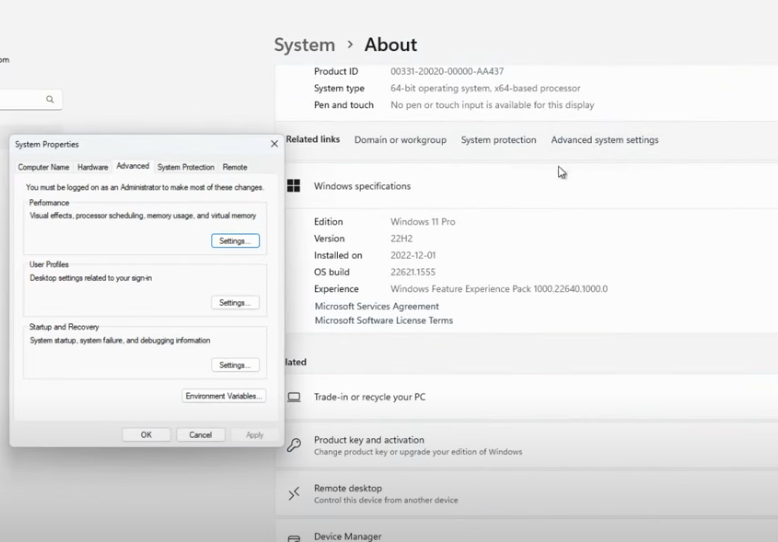 System > About
om
Product ID 00331-20020-00000-AA437
System type 64-bit operating system, x64-based processor
Pen and touch No pen or touch input is available for this display
Related links Domain or workgroup System protection Advanced system settings
Windows specifications
Edition Windows 11 Pro
Version 22H2
Installed on 2022-12-01
OS build 22621.1555
Experience Windows Feature Experience Pack 1000.22640.1000.0
Microsoft Services Agreement
Microsoft Software License Terms
lated
Trade-in or recycle your PC
Product key and activation
Change product key or upgrade your edition of Windows
Remote desktop
Control this device from another device
Device Manager
System Properties
Computer Name Hardware Advanced System Protection Remote
You must be logged on as an Administrator to make most of these changes.
Performance
Visual effects, processor scheduling, memory usage, and virtual memory
Settings...
User Profiles
Desktop settings related to your sign-in
Settings...
Startup and Recovery
System startup, system failure, and debugging information
Settings...
Environment Variables...
OK Cancel Apply